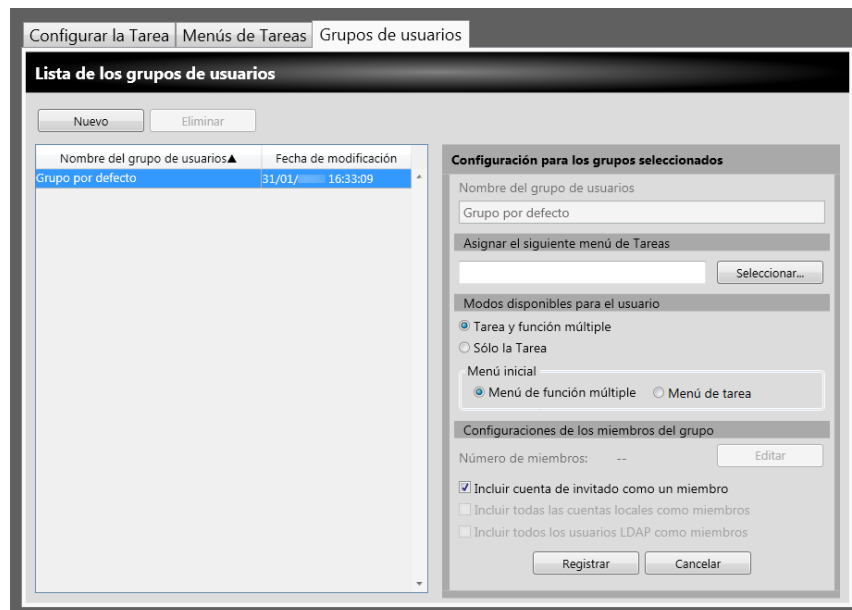 Configurar la Tarea Menús de Tareas Grupos de usuarios
Lista de los grupos de usuarios
Nuevo Eliminar
Nombre del grupo de usuarios▲ Fecha de modificación
Grupo por defecto 31/01/ 16:33:09
Configuración para los grupos seleccionados
Nombre del grupo de usuarios
Grupo por defecto
Asignar el siguiente menú de Tareas
Seleccionar...
Modos disponibles para el usuario
Tarea y función múltiple
Sólo la Tarea
Menú inicial
Menú de función múltiple Menú de tarea
Configuraciones de los miembros del grupo
Número de miembros: -- Editar
Incluir cuenta de invitado como un miembro
Incluir todas las cuentas locales como miembros
Incluir todos los usuarios LDAP como miembros
Registrar Cancelar